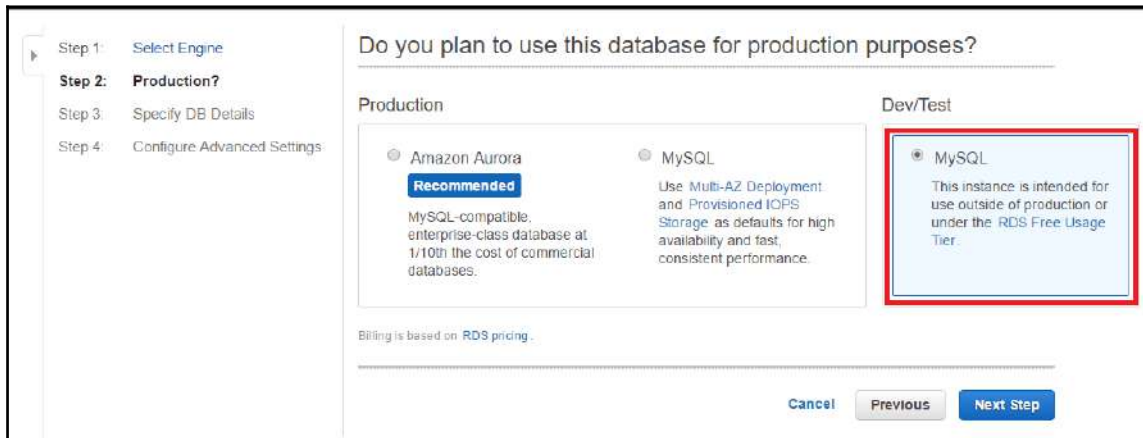 Step 1: Select Engine
Step 2: Production?
Step 3: Specify DB Details
Step 4: Configure Advanced Settings
Do you plan to use this database for production purposes?
Production
Amazon Aurora
Recommended
MySQL-compatible,
enterprise-class database at
1/10th the cost of commercial
databases.
MySQL
Use Multi-AZ Deployment
and Provisioned IOPS
Storage as defaults for high
availability and fast,
consistent performance.
Dev/Test
MySQL
This instance is intended for
use outside of production or
under the RDS Free Usage
Tier.
Billing is based on RDS pricing.
Cancel
Previous
Next Step